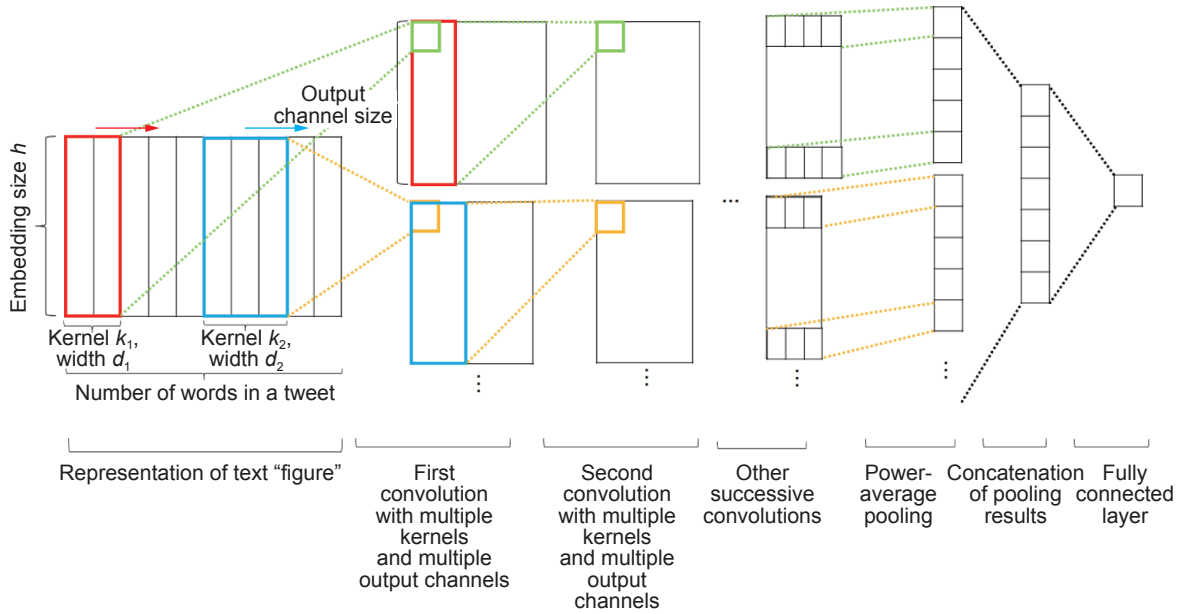 Output
channel size
Embedding size h
Kernel k1,
width d1
Kernel k2,
width d2
Number of words in a tweet
...
⋮
⋮
⋮
⋮
Representation of text “figure”
First
convolution
with multiple
kernels
and multiple
output channels
Second
convolution
with multiple
kernels
and multiple
output
channels
Other
successive
convolutions
Power-
average
pooling
Concatenation
of pooling
results
Fully
connected
layer